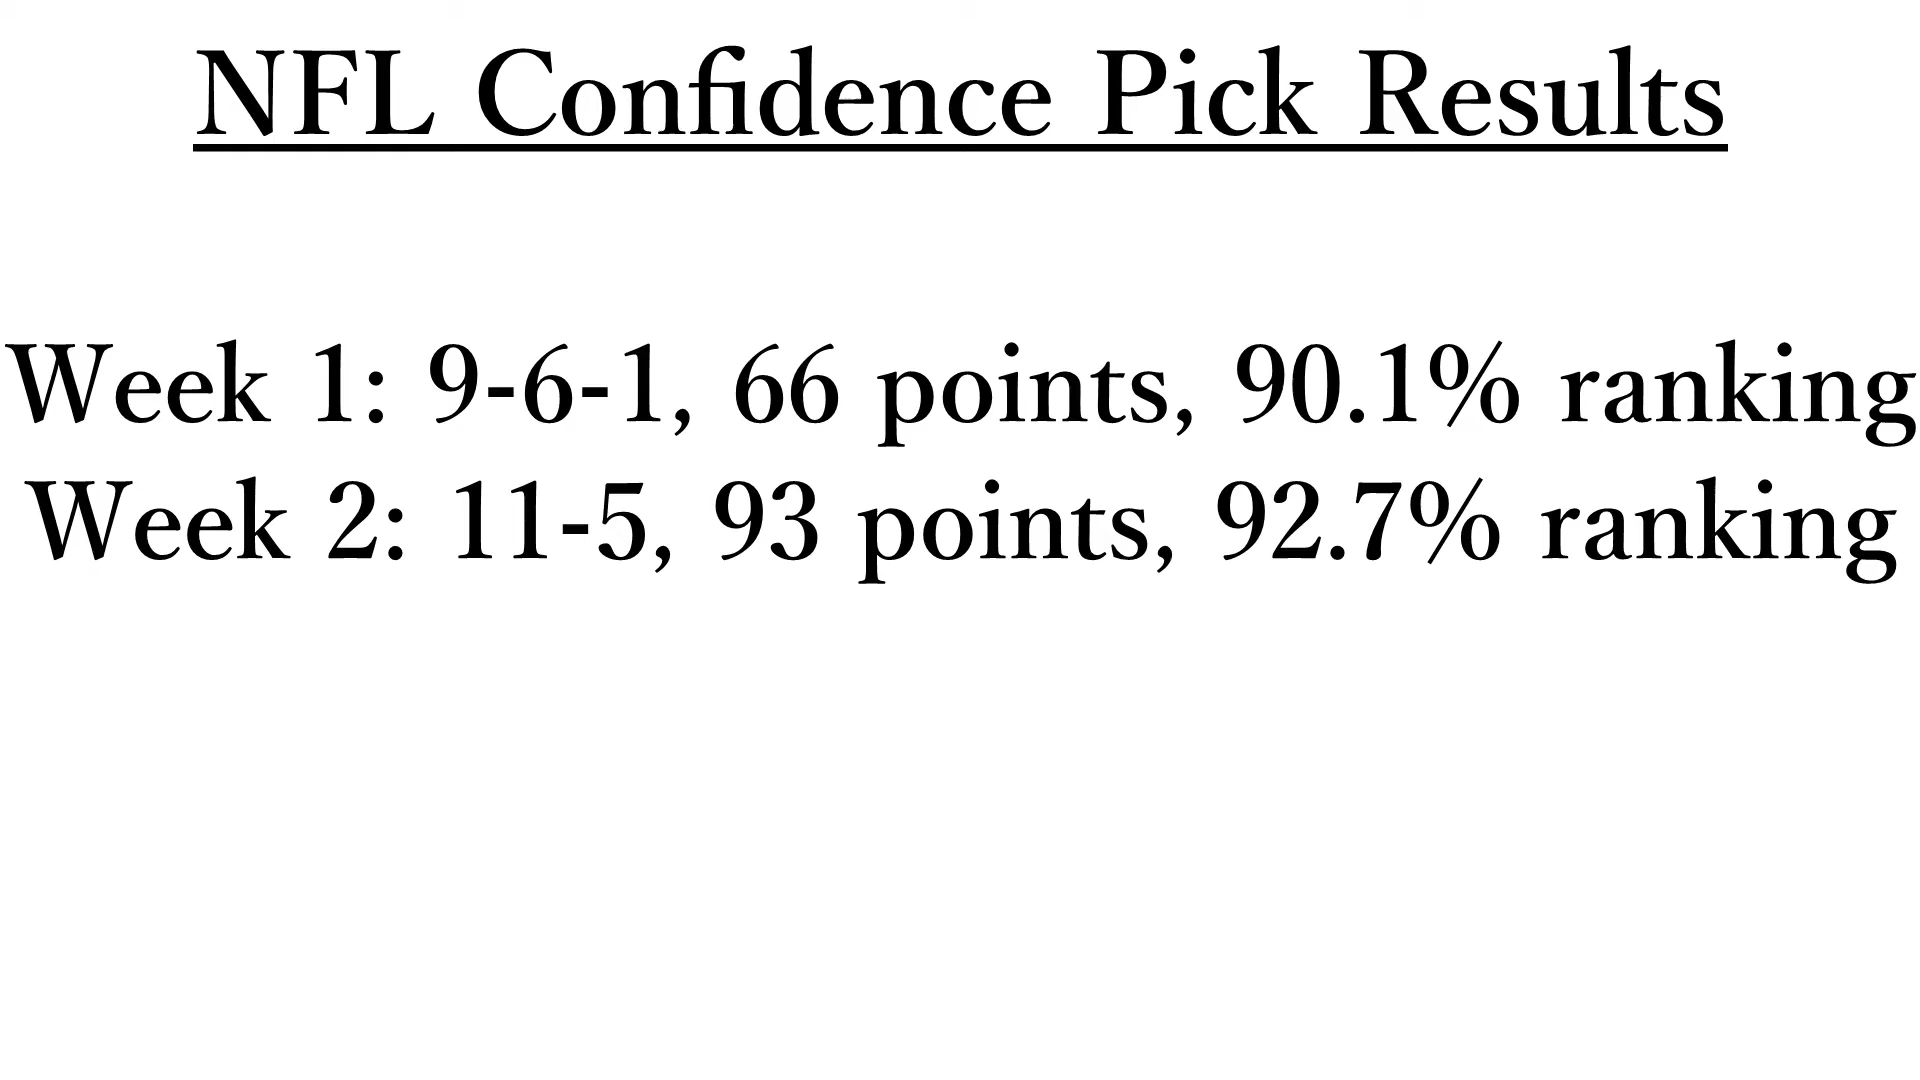 NFL Confidence Pick Results
Week 1: 9-6-1, 66 points, 90.1% ranking
Week 2: 11-5, 93 points, 92.7% ranking